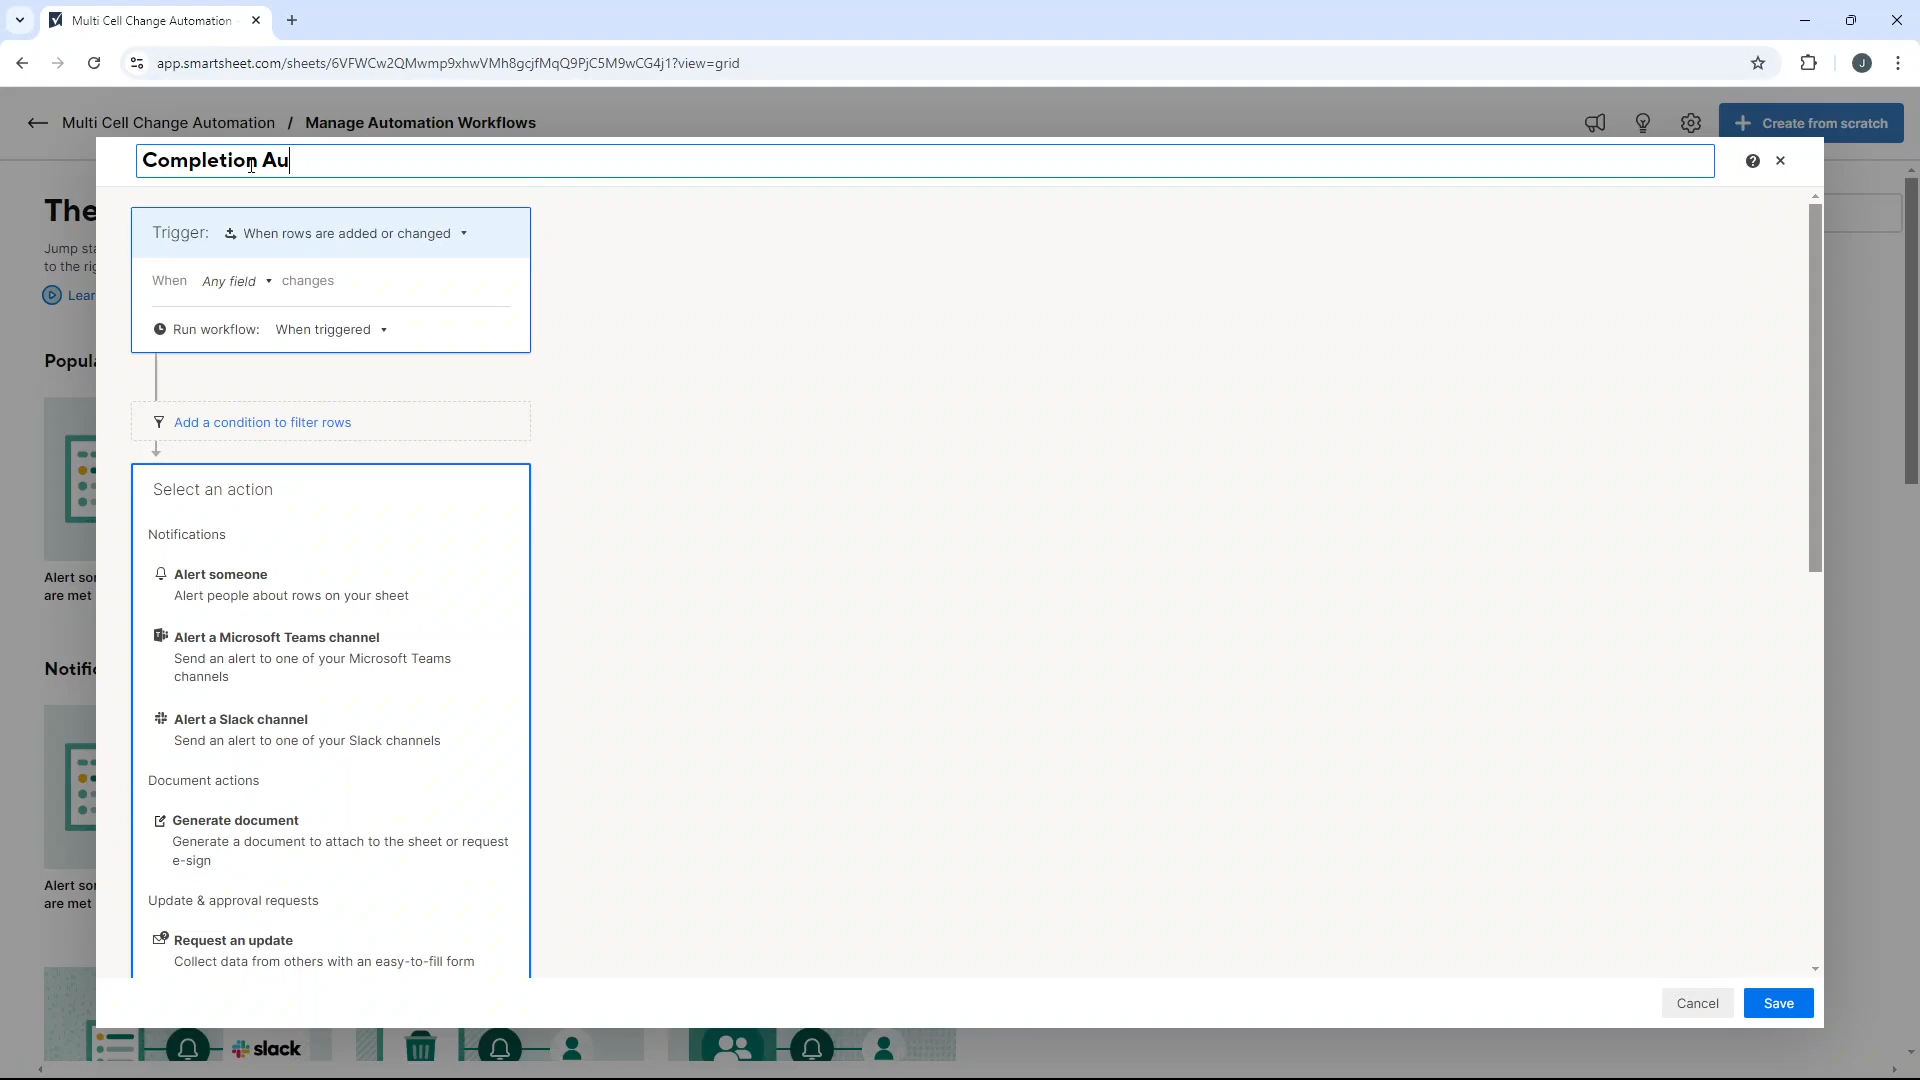 Multi Cell Change Automation
app.smartsheet.com/sheets/6VFWCw2QMwmp9xhwVMh8gcjfMqQ9PjC5M9wCG4j1?view=grid
J
Multi Cell Change Automation / Manage Automation Workflows
Create from scratch
Completion Au
The
Jump sta
to the rig
Lear
Popula
Alert sor
are met
Notific
Alert sor
are met
Trigger: When rows are added or changed
When Any field changes
Run workflow: When triggered
Add a condition to filter rows
Select an action
Notifications
Alert someone
Alert people about rows on your sheet
Alert a Microsoft Teams channel
Send an alert to one of your Microsoft Teams
channels
Alert a Slack channel
Send an alert to one of your Slack channels
Document actions
Generate document
Generate a document to attach to the sheet or request
e-sign
Update & approval requests
Request an update
Collect data from others with an easy-to-fill form
Cancel
Save
slack